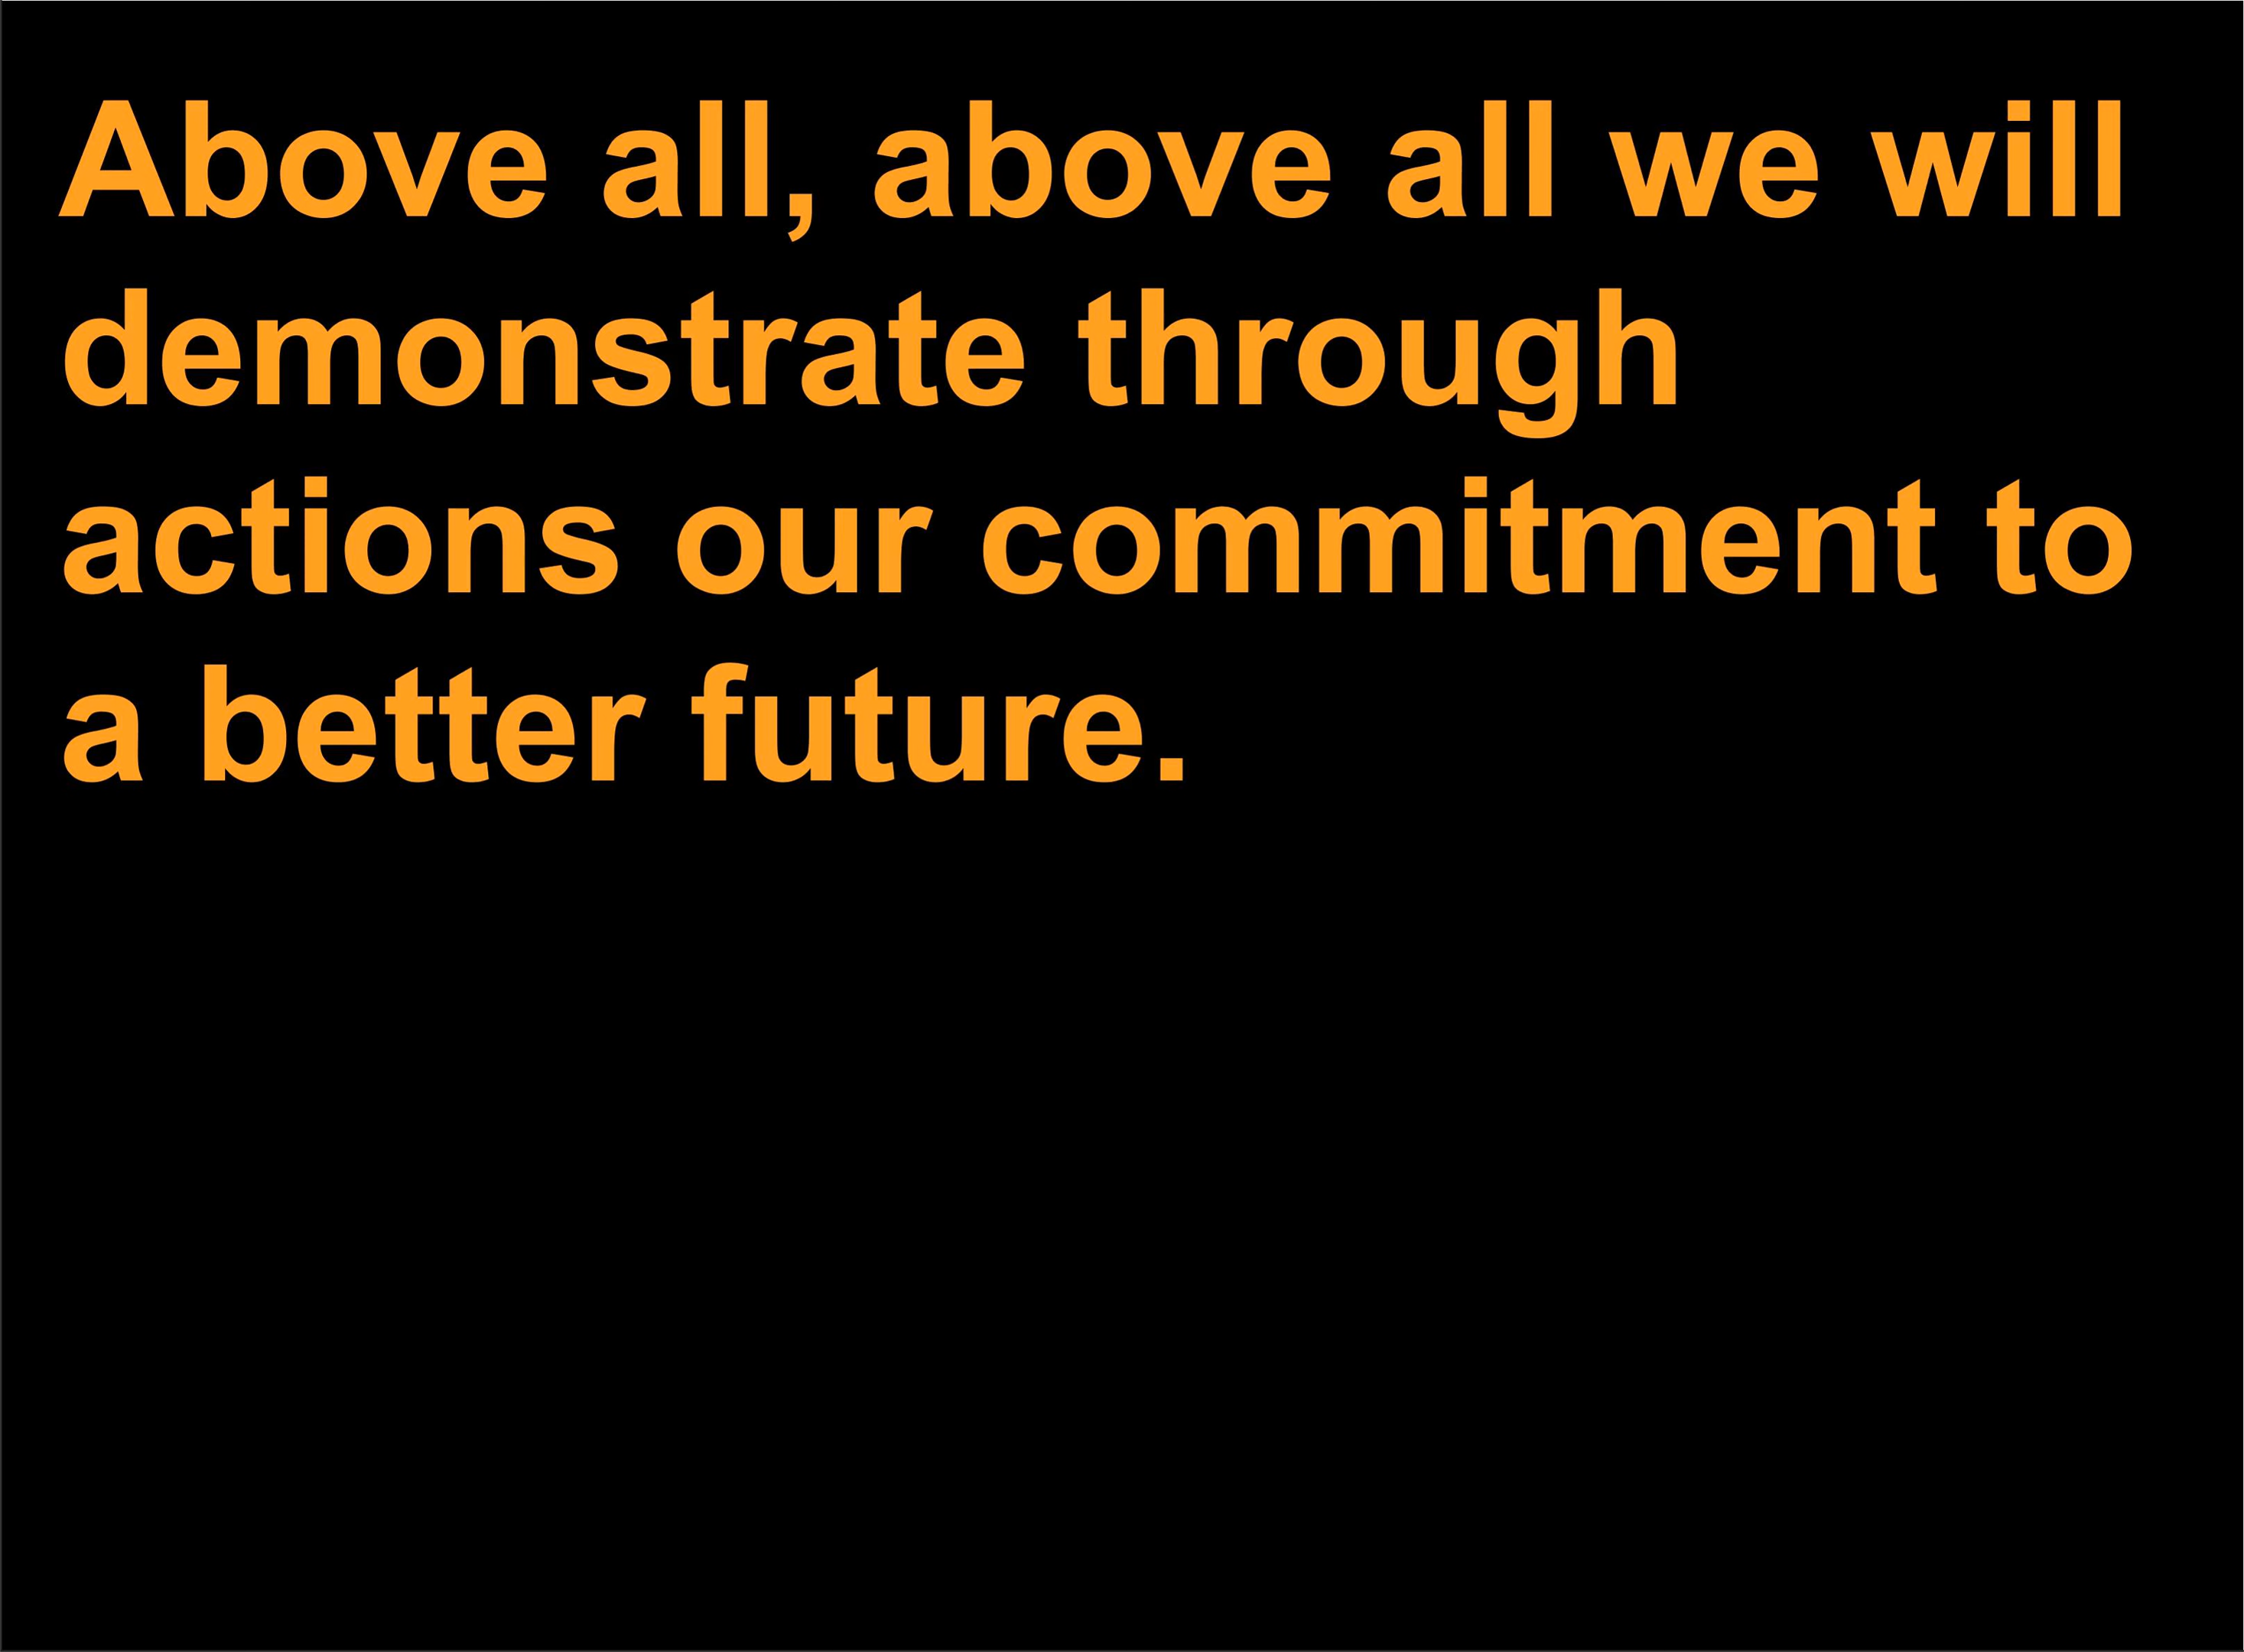 Above all, above all we will
demonstrate through
actions our commitment to
a better future.